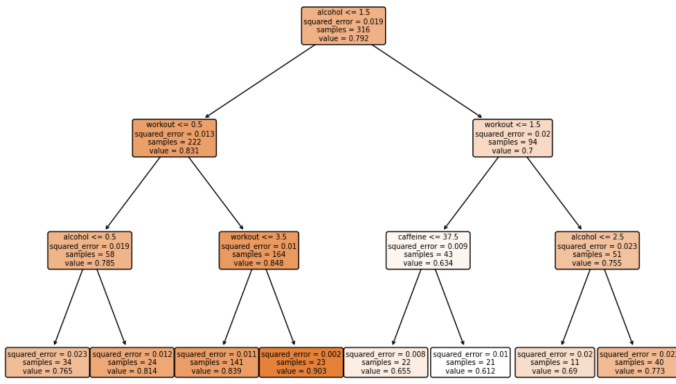 alcohol <= 1.5
squared_error = 0.019
samples = 316
value = 0.792
workout <= 0.5
squared_error = 0.013
samples = 222
value = 0.831
workout <= 1.5
squared_error = 0.02
samples = 94
value = 0.7
alcohol <= 0.5
squared_error = 0.019
samples = 58
value = 0.785
workout <= 3.5
squared_error = 0.01
samples = 164
value = 0.848
caffeine <= 37.5
squared_error = 0.009
samples = 43
value = 0.634
alcohol <= 2.5
squared_error = 0.023
samples = 51
value = 0.755
squared_error = 0.023
samples = 34
value = 0.765
squared_error = 0.012
samples = 24
value = 0.814
squared_error = 0.011
samples = 141
value = 0.839
squared_error = 0.002
samples = 23
value = 0.903
squared_error = 0.008
samples = 22
value = 0.655
squared_error = 0.01
samples = 21
value = 0.612
squared_error = 0.02
samples = 11
value = 0.69
squared_error =
samples = 40
value = 0.773